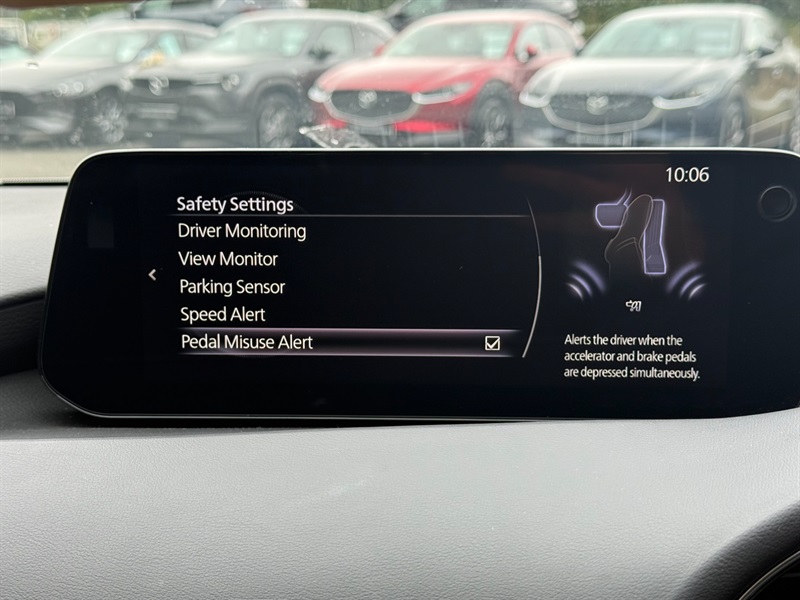 10:06
Safety Settings
Driver Monitoring
View Monitor
Parking Sensor
Speed Alert
Pedal Misuse Alert
Alerts the driver when the
accelerator and brake pedals
are depressed simultaneously.